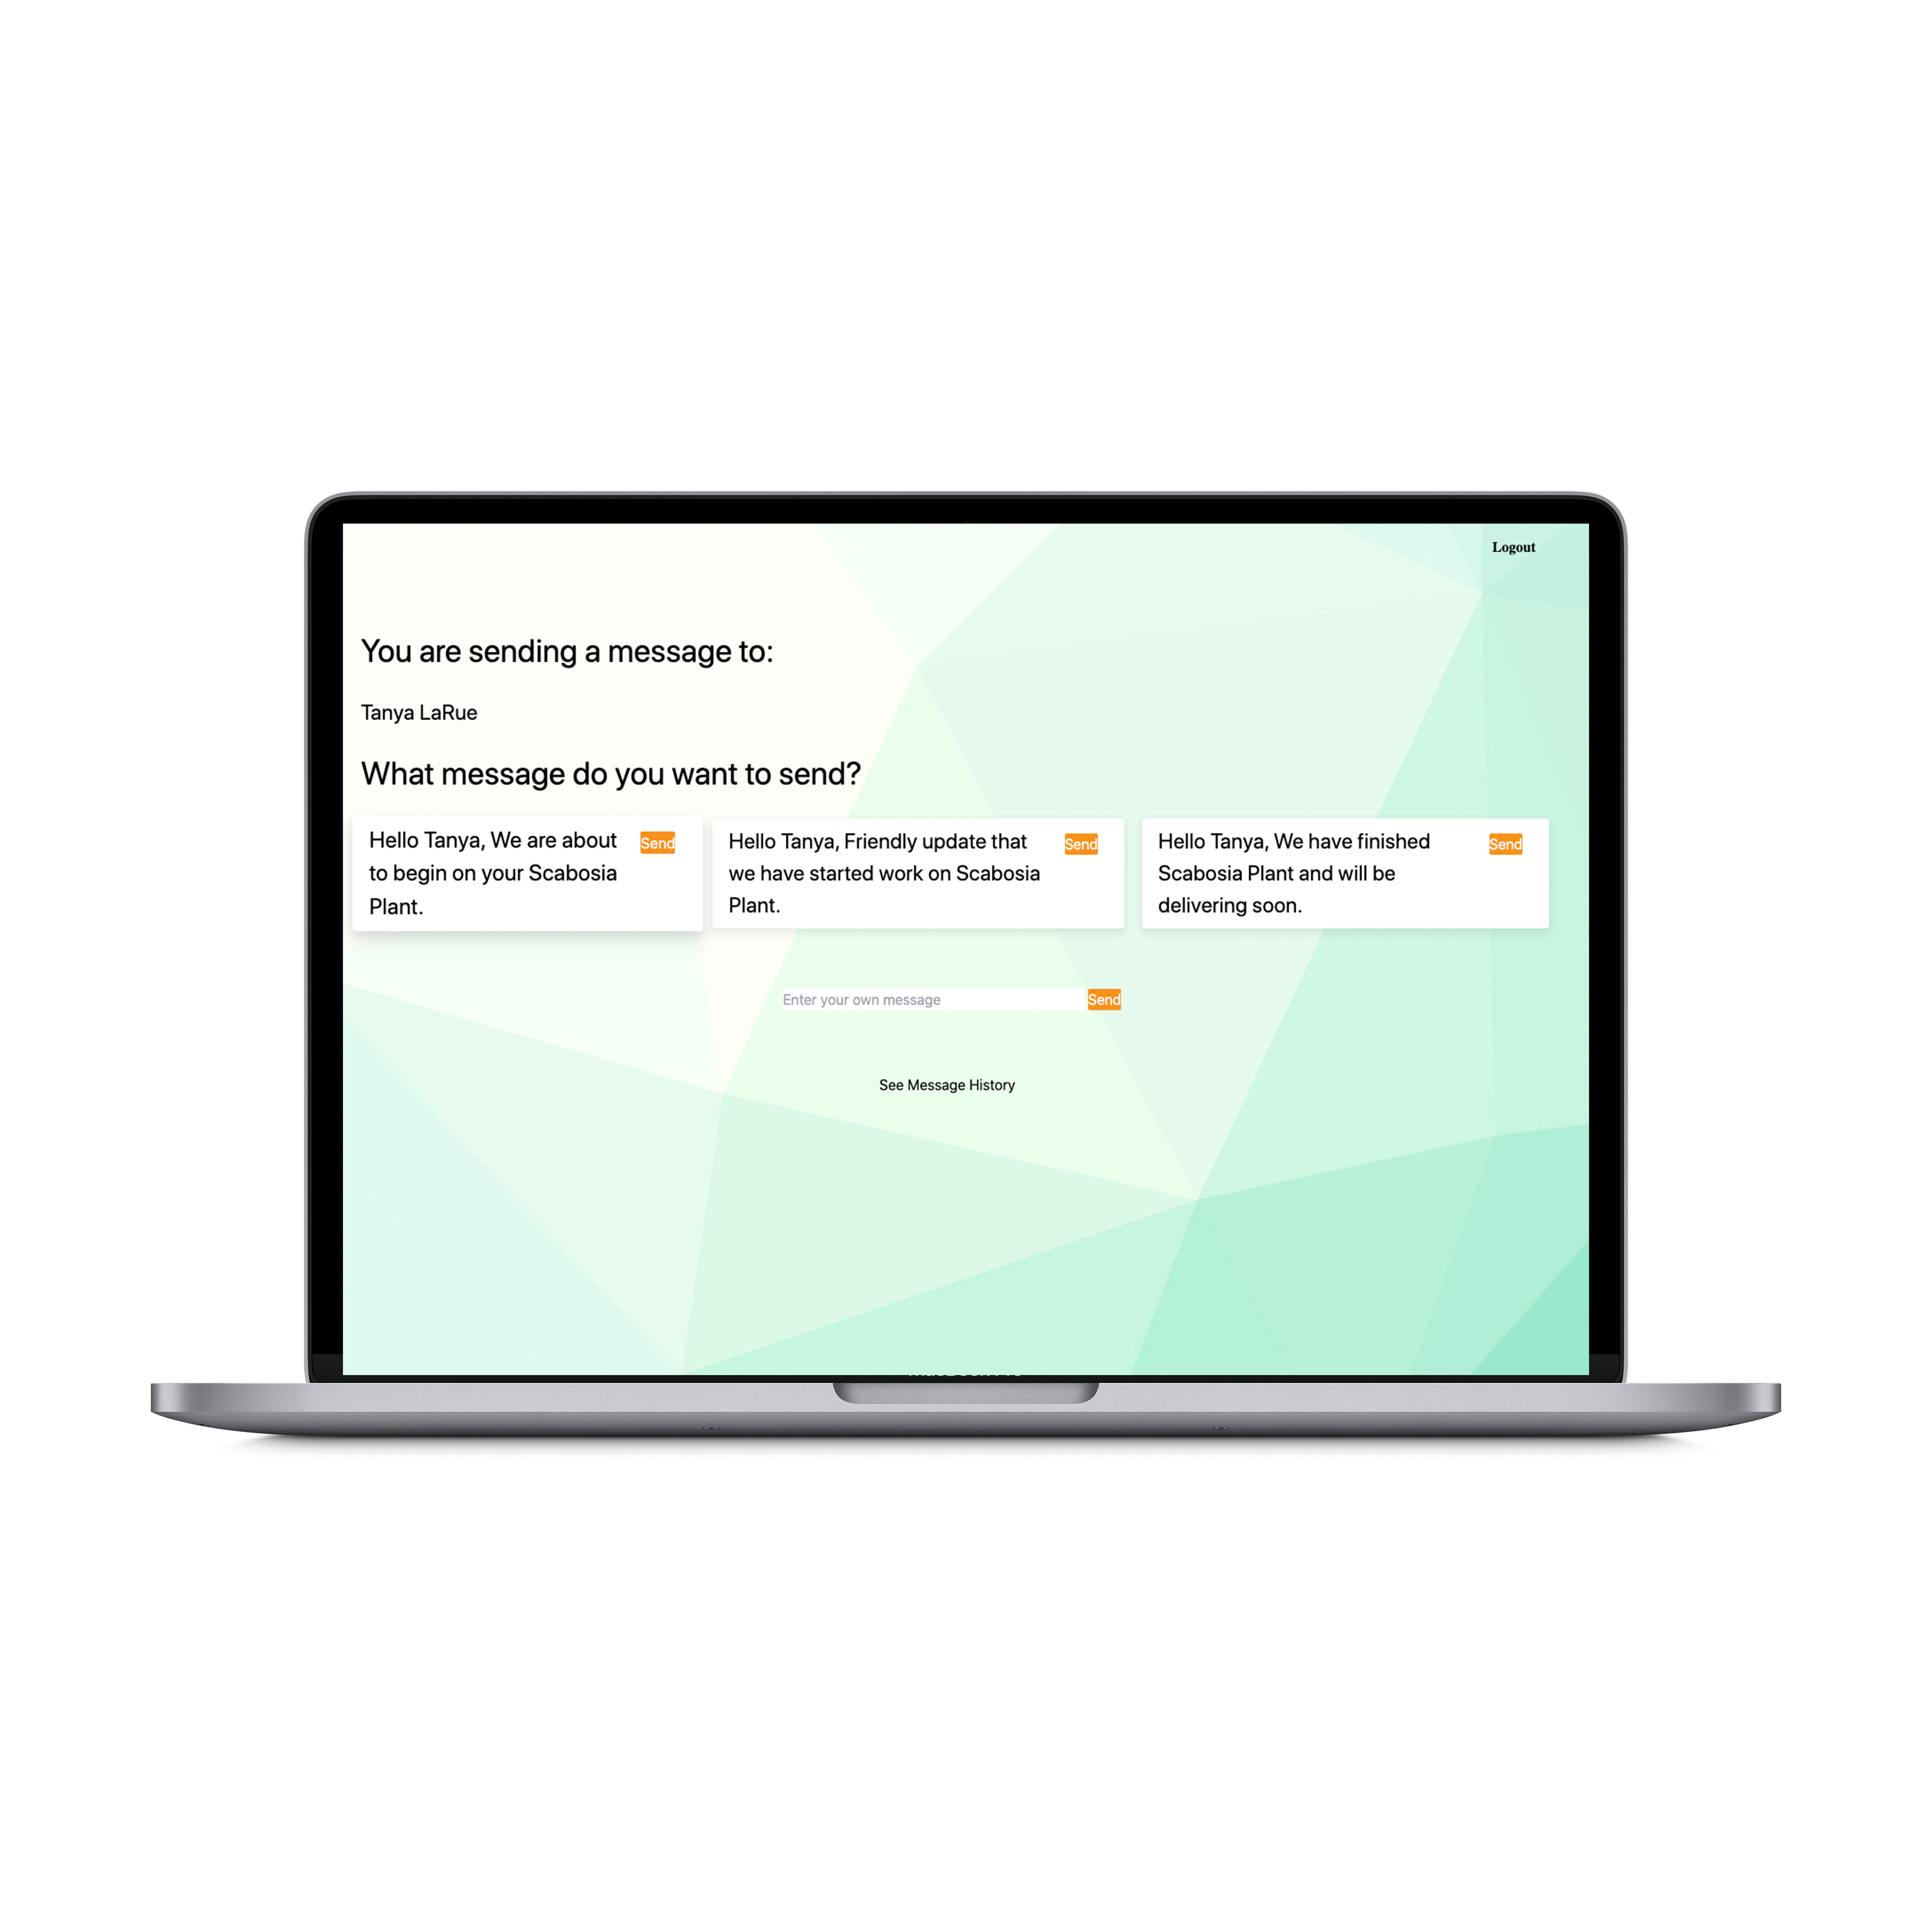 Logout
You are sending a message to:
Tanya LaRue
What message do you want to send?
Hello Tanya, We are about
to begin on your Scabosia
Plant.
Send
Hello Tanya, Friendly update that
we have started work on Scabosia
Plant.
Send
Hello Tanya, We have finished
Scabosia Plant and will be
delivering soon.
Send
Enter your own message
Send
See Message History